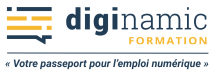 diginamic
FORMATION
« Votre passeport pour l'emploi numérique »